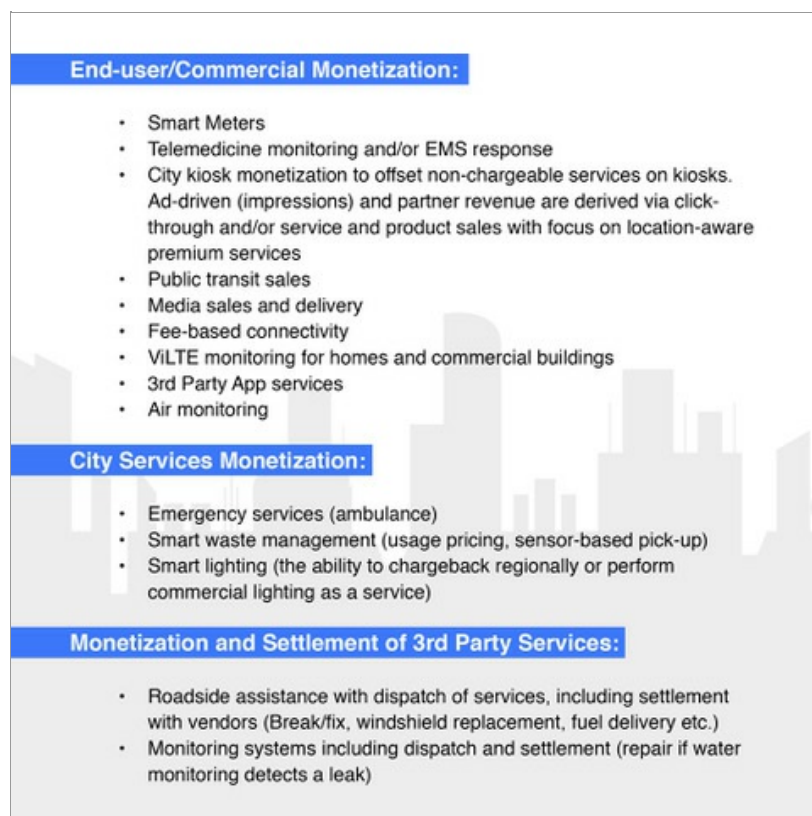 End-user/Commercial Monetization:
• Smart Meters
• Telemedicine monitoring and/or EMS response
• City kiosk monetization to offset non-chargeable services on kiosks.
Ad-driven (impressions) and partner revenue are derived via click-
through and/or service and product sales with focus on location-aware
premium services
• Public transit sales
• Media sales and delivery
• Fee-based connectivity
• ViLTE monitoring for homes and commercial buildings
• 3rd Party App services
• Air monitoring
City Services Monetization:
• Emergency services (ambulance)
• Smart waste management (usage pricing, sensor-based pick-up)
• Smart lighting (the ability to chargeback regionally or perform
commercial lighting as a service)
Monetization and Settlement of 3rd Party Services:
• Roadside assistance with dispatch of services, including settlement
with vendors (Break/fix, windshield replacement, fuel delivery etc.)
• Monitoring systems including dispatch and settlement (repair if water
monitoring detects a leak)